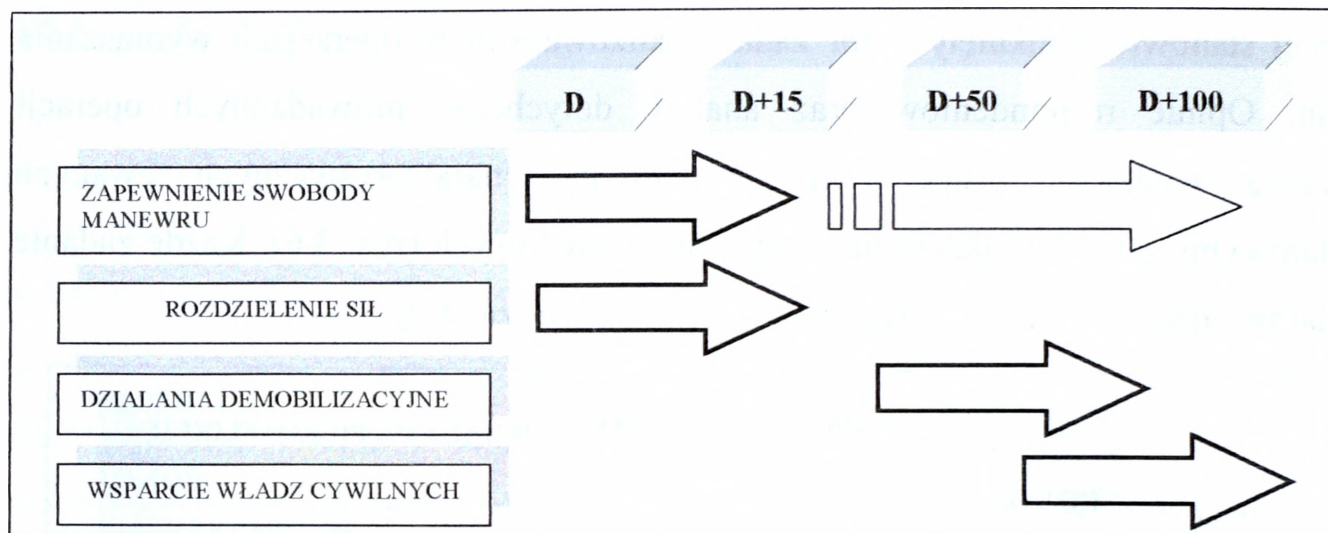 D D+15 D+50 D+100
ZAPEWNIENIE SWOBODY
MANEWRU
ROZDZIELENIE SIŁ
DZIALANIA DEMOBILIZACYJNE
WSPARCIE WŁADZ CYWILNYCH